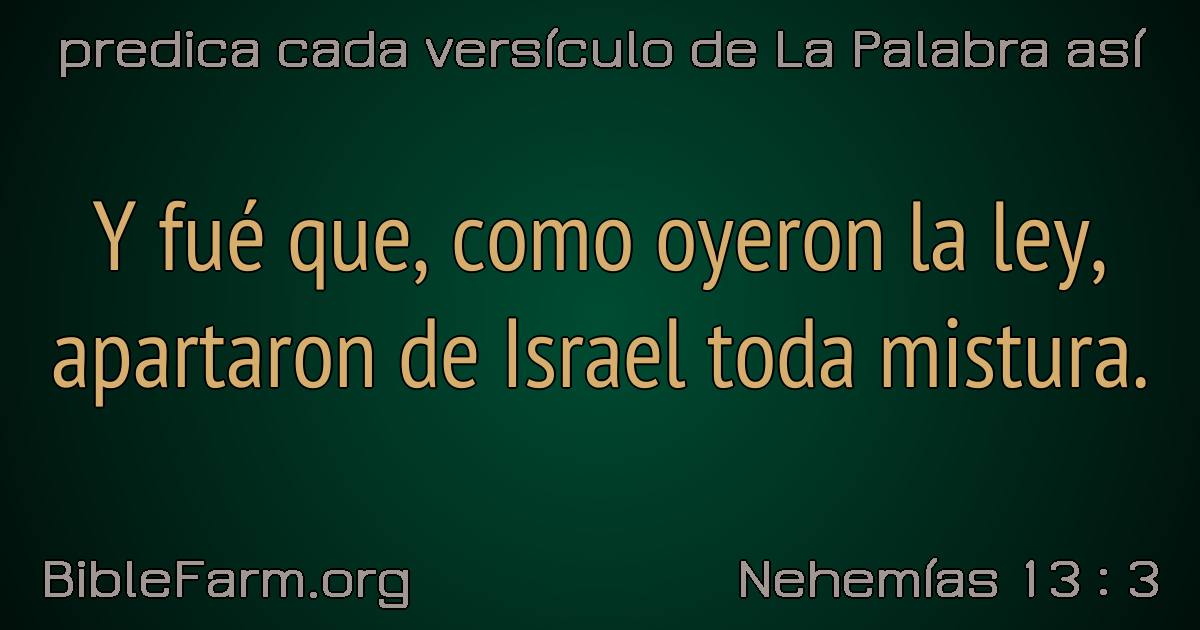 predica cada versículo de La Palabra así
Y fué que, como oyeron la ley,
apartaron de Israel toda mistura.
BibleFarm.org
Nehemías 13 : 3